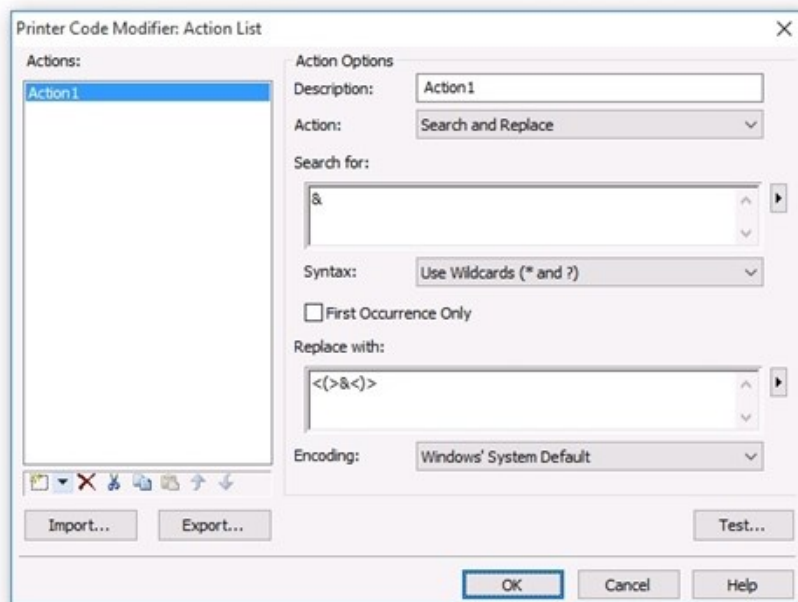 Printer Code Modifier: Action List
Actions:
Action1
Action Options
Description: Action1
Action: Search and Replace
Search for:
&
Syntax: Use Wildcards (* and ?)
First Occurrence Only
Replace with:
<(>&<)>
Encoding: Windows' System Default
Import... Export... Test...
OK Cancel Help